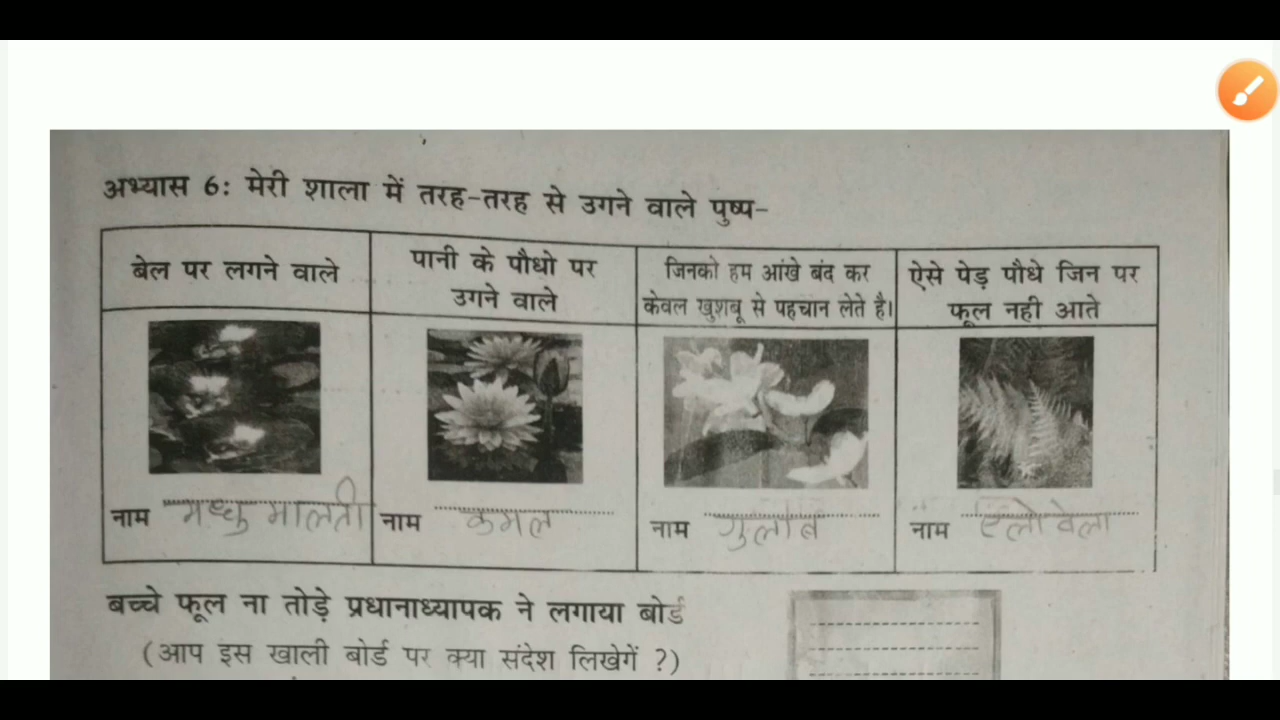 अभ्यास 6: मेरी शाला में तरह-तरह से उगने वाले पुष्प-
बेल पर लगने वाले
पानी के पौधो पर
उगने वाले
जिनको हम आंखे बंद कर
केवल खुशबू से पहचान लेते है।
ऐसे पेड़ पौधे जिन पर
फूल नही आते
नाम मध्धु मालती
नाम कमल
नाम गुलाब
नाम एलोवेला
बच्चे फूल ना तोड़े प्रधानाध्यापक ने लगाया बोर्ड
(आप इस खाली बोर्ड पर क्या संदेश लिखेगें ?)